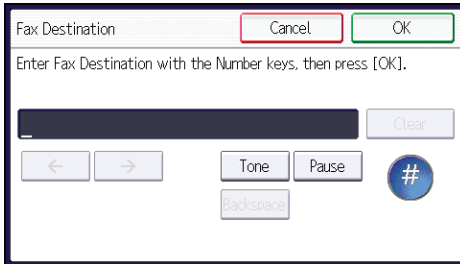 Fax Destination
Cancel
OK
Enter Fax Destination with the Number keys, then press [OK].
Clear
← →
Tone
Pause
#
Backspace